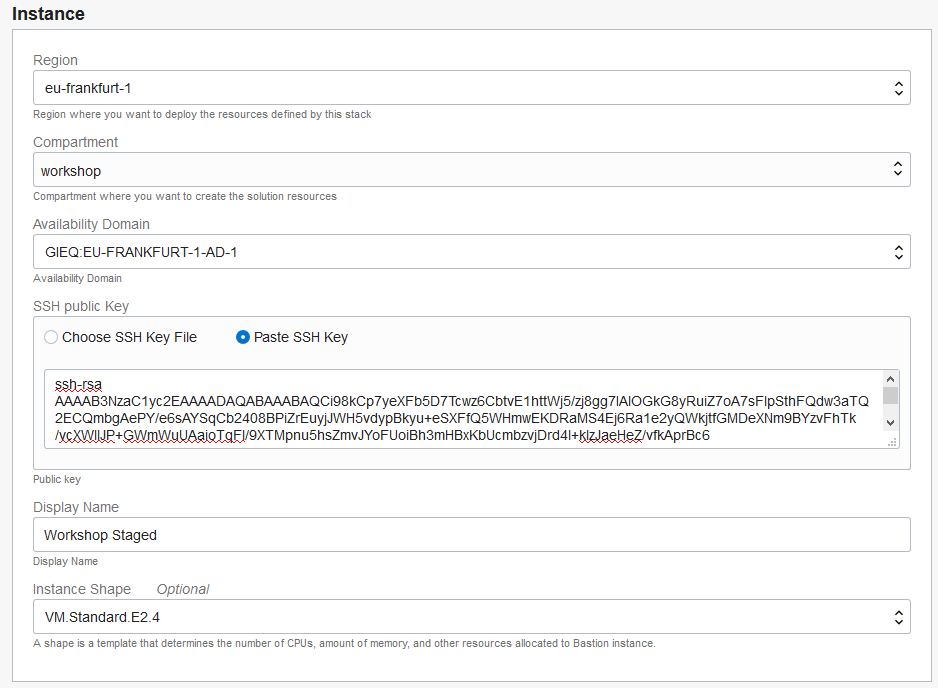 Instance
Region
eu-frankfurt-1
Region where you want to deploy the resources defined by this stack
Compartment
workshop
Compartment where you want to create the solution resources
Availability Domain
GIEQ:EU-FRANKFURT-1-AD-1
Availability Domain
SSH public Key
Choose SSH Key File Paste SSH Key
ssh-rsa
AAAAB3NzaC1yc2EAAAADAQABAAABAQCi98kCp7yeXFb5D7Tcwz6CbtvE1httWj5/zj8gg7lAlOGkG8yRuiZ7oA7sFlpSthFQdw3aTQ
2ECQmbgAePY/e6sAYSqCb2408BPiZrEuyjJWH5vdypBkyu+eSXFfQ5WHmwEKDRaMS4Ej6Ra1e2yQWkjtfGMDeXNm9BYzvFhTk
/vcXWlIJP+GWmWuUAaioTqFl/9XTMpnu5hsZmvJYoFUoiBh3mHBxKbUcmbzvjDrd4l+klzJaeHeZ/vfkAprBc6
Public key
Display Name
Workshop Staged
Display Name
Instance Shape Optional
VM.Standard.E2.4
A shape is a template that determines the number of CPUs, amount of memory, and other resources allocated to Bastion instance.